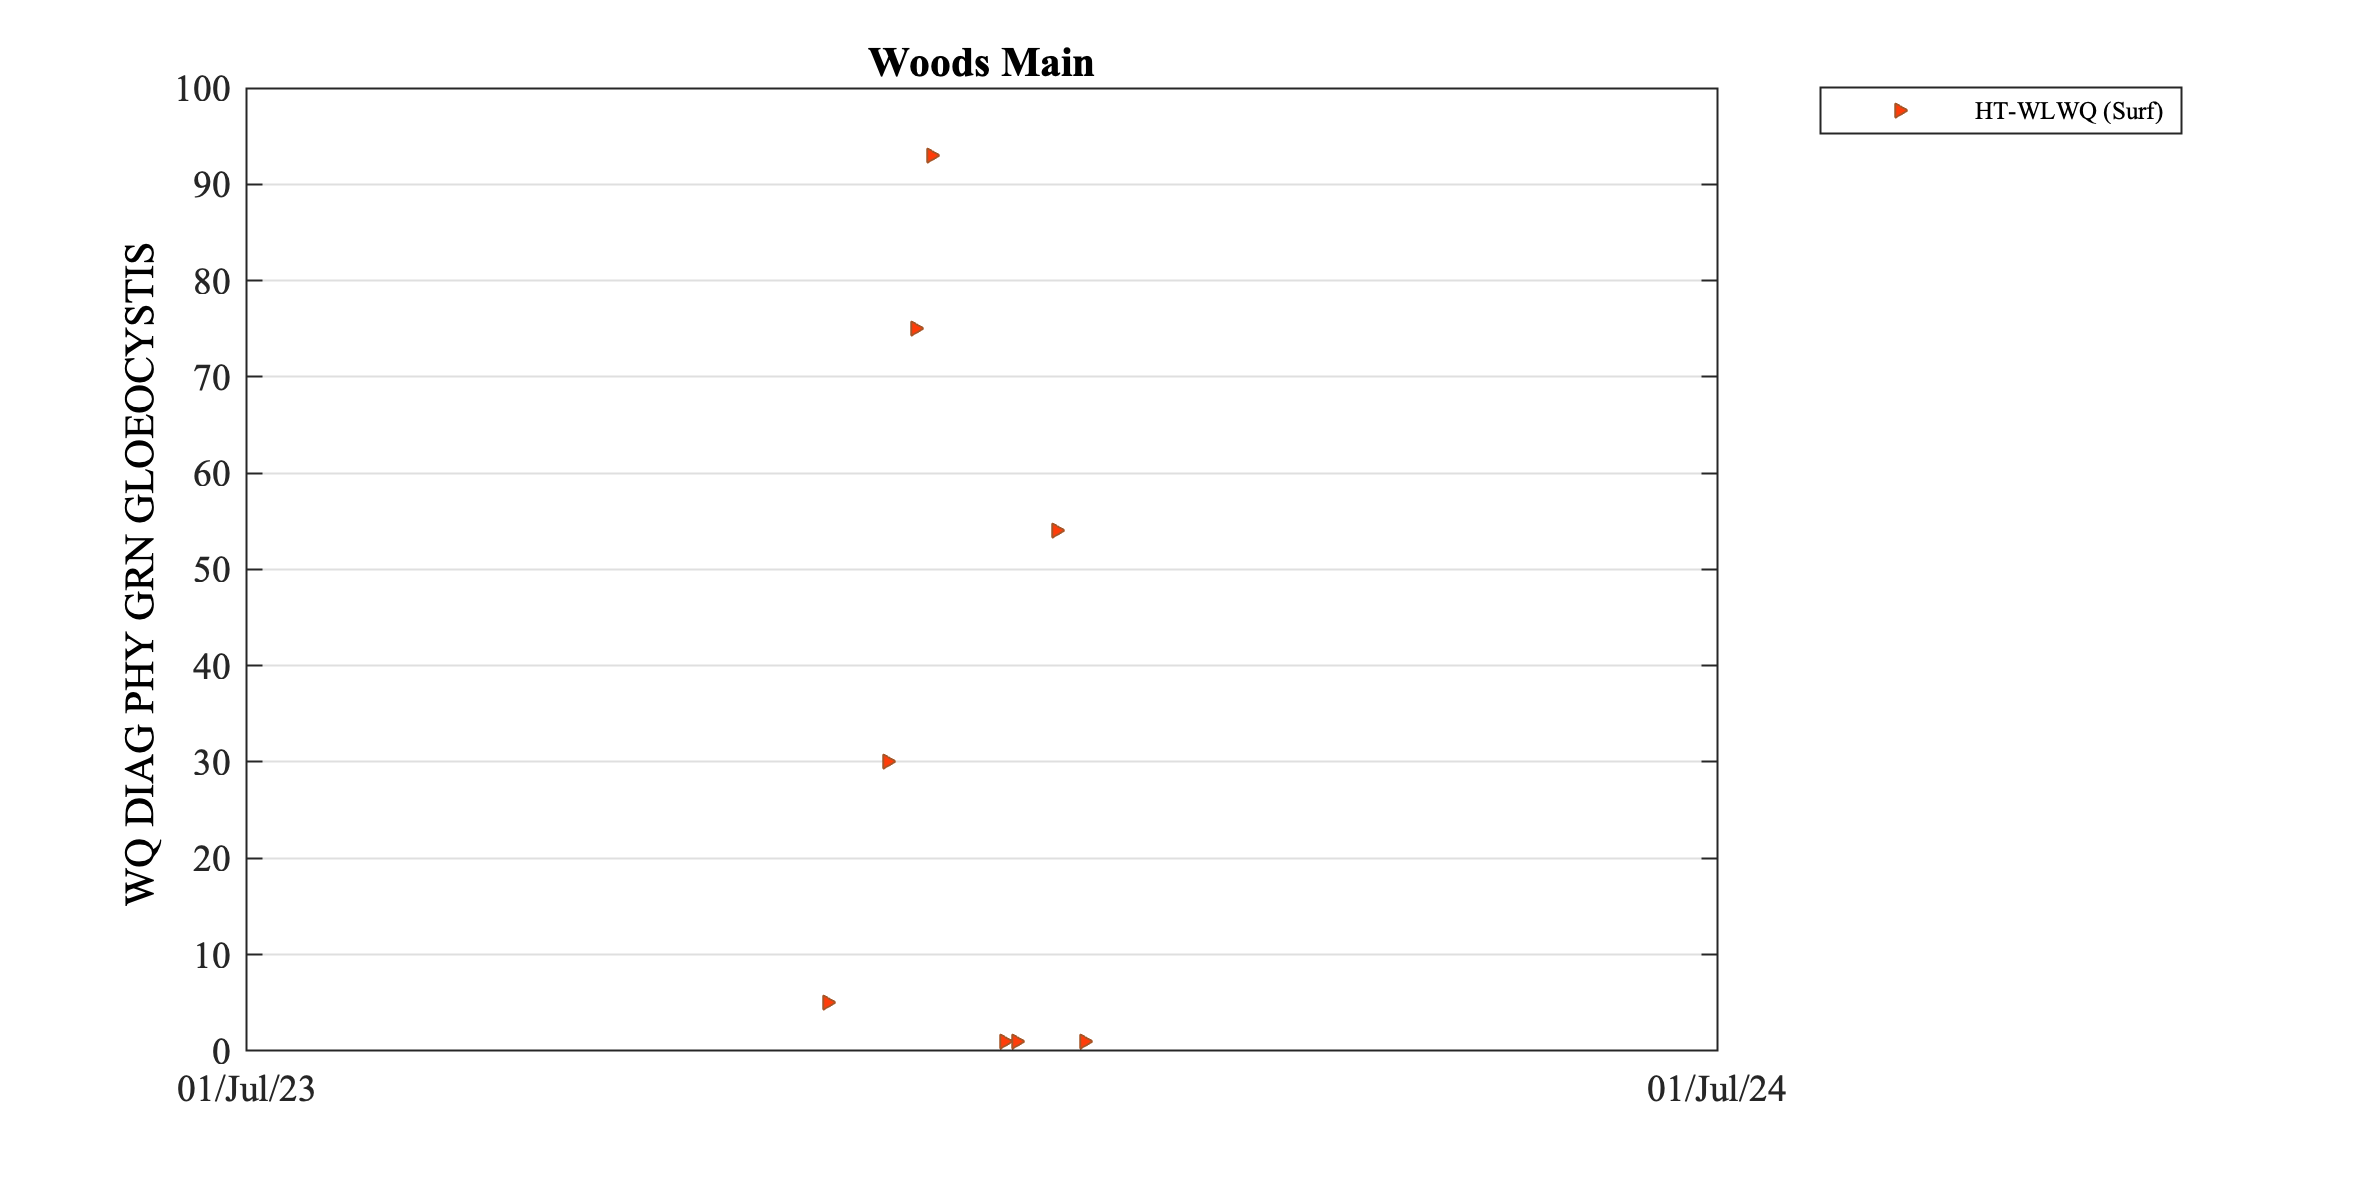 Woods Main
HT-WLWQ (Surf)
WQ DIAG PHY GRN GLOEOCYSTIS
100
90
80
70
60
50
40
30
20
10
0
01/Jul/23
01/Jul/24